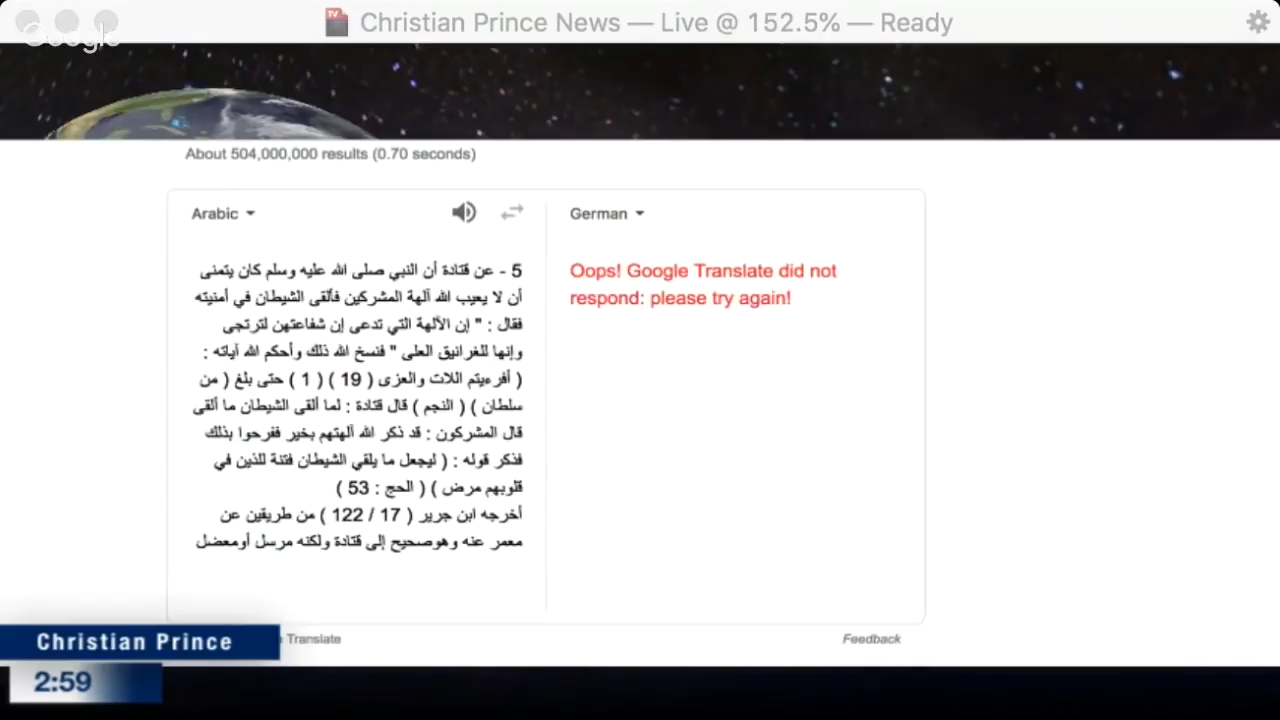 Christian Prince News — Live @ 152.5% — Ready
Google
About 504,000,000 results (0.70 seconds)
Arabic
German
5 - عن قتادة أن النبي صلى الله عليه وسلم كان يتمنى
أن لا يعيب الله آلهة المشركين فألقى الشيطان في أمنيته
فقال : " إن الآلهة التي تدعى إن شفاعتهن لترتجى
وإنها للغرانيق العلى " فنسخ الله ذلك وأحكم الله آياته :
( أفرءيتم اللات والعزى ( 19 ) ( 1 ) حتى بلغ ( من
سلطان ) ( النجم ) قال قتادة : لما ألقى الشيطان ما ألقى
قال المشركون : قد ذكر الله آلهتهم بخير ففرحوا بذلك
فذكر قوله : ( ليجعل ما يلقي الشيطان فتنة للذين في
قلوبهم مرض ) ( الحج : 53 )
أخرجه ابن جرير ( 17 / 122 ) من طريقين عن
معمر عنه وهوصحيح إلى قتادة ولكنه مرسل أومعضل
Oops! Google Translate did not
respond: please try again!
Translate
Feedback
Christian Prince
2:59